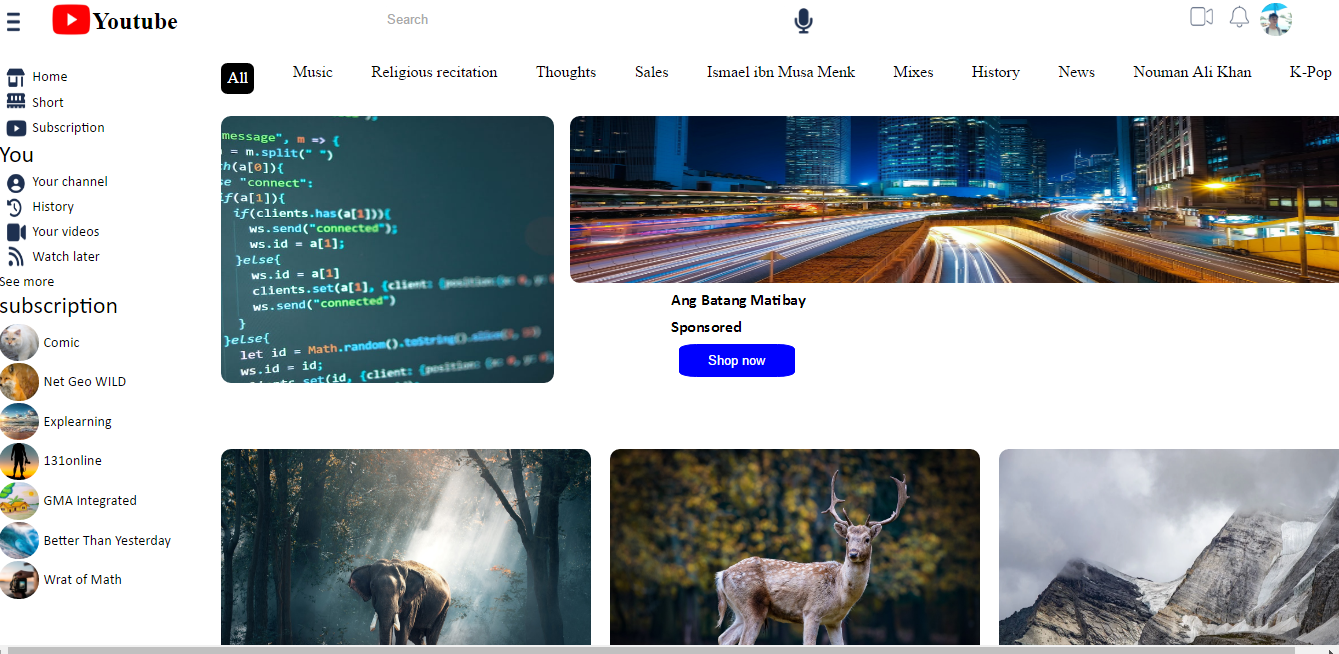 Youtube
Search
All
Music
Religious recitation
Thoughts
Sales
Ismael ibn Musa Menk
Mixes
History
News
Nouman Ali Khan
K-Pop
Home
Short
Subscription
You
Your channel
History
Your videos
Watch later
See more
subscription
Comic
Net Geo WILD
Explearning
131online
GMA Integrated
Better Than Yesterday
Wrat of Math
message", m => {
= m.split(" ")
(a[0]){
"connect":
if(a[1]){
if(clients.has(a[1])){
ws.send("connected");
ws.id = a[1];
}else{
ws.id = a[1]
clients.set(a[1], {client: {position: {
ws.send("connected")
}
}else{
let id = Math.random().toString().slice(
ws.id = id;
clients.set(id, {client: {position: {
Ang Batang Matibay
Sponsored
Shop now